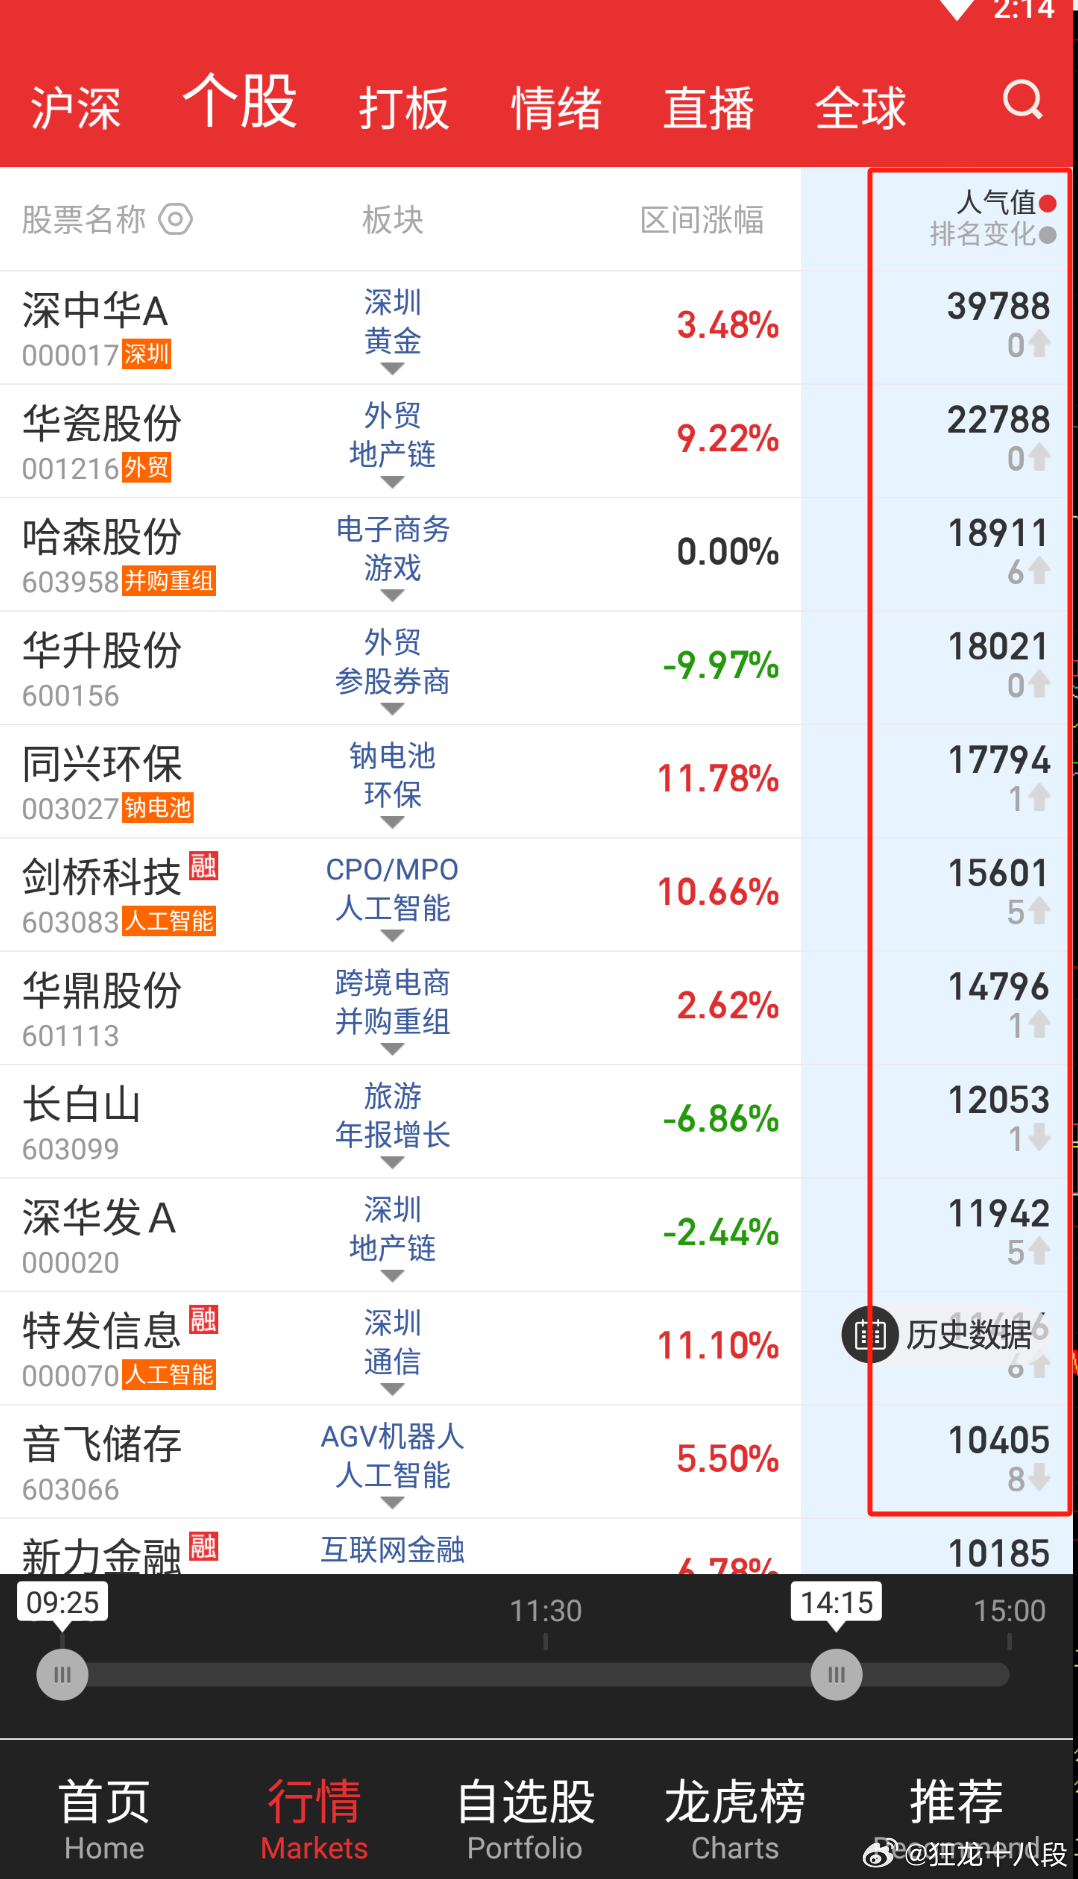 2:14
沪深 个股 打板 情绪 直播 全球
股票名称 板块 区间涨幅 人气值
排名变化
深中华A 深圳 3.48% 39788
000017 深圳 黄金 0
华瓷股份 外贸 9.22% 22788
001216 外贸 地产链 0
哈森股份 电子商务 0.00% 18911
603958 并购重组 游戏 6
华升股份 外贸 -9.97% 18021
600156 参股券商 0
同兴环保 钠电池 11.78% 17794
003027 钠电池 环保 1
剑桥科技 融 CPO/MPO 10.66% 15601
603083 人工智能 人工智能 5
华鼎股份 跨境电商 2.62% 14796
601113 并购重组 1
长白山 旅游 -6.86% 12053
603099 年报增长 1
深华发A 深圳 -2.44% 11942
000020 地产链 5
特发信息 融 深圳 11.10% 历史数据
000070 人工智能 通信 6
音飞储存 AGV机器人 5.50% 10405
603066 人工智能 8
新力金融 融 互联网金融 6.78% 10185
09:25 11:30 14:15 15:00
首页 行情 自选股 龙虎榜 推荐
Home Markets Portfolio Charts Recommend
@狂龙十八段